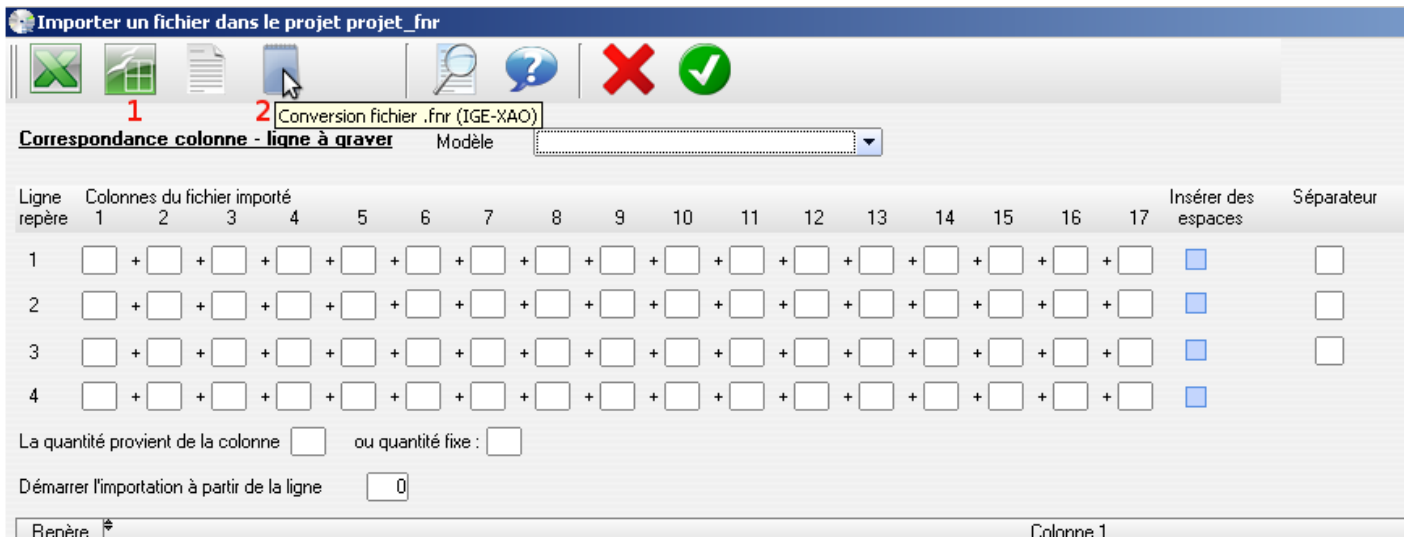 Importer un fichier dans le projet projet_fnr
1
2
Conversion fichier .fnr (IGE-XAO)
Correspondance colonne - ligne à graver Modèle
Ligne Colonnes du fichier importé Insérer des Séparateur
repère 1 2 3 4 5 6 7 8 9 10 11 12 13 14 15 16 17 espaces
1 + + + + + + + + + + + + + + + +
2 + + + + + + + + + + + + + + + +
3 + + + + + + + + + + + + + + + +
4 + + + + + + + + + + + + + + + +
La quantité provient de la colonne ou quantité fixe :
Démarrer l'importation à partir de la ligne 0
Repère Colonne 1